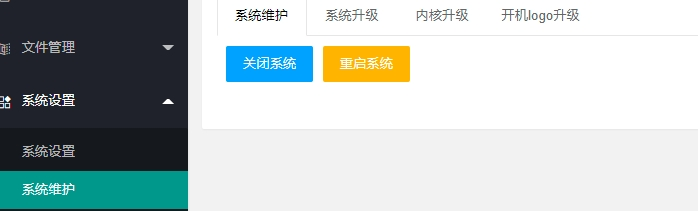 系统维护 系统升级 内核升级 开机logo升级
文件管理
关闭系统 重启系统
系统设置
系统设置
系统维护